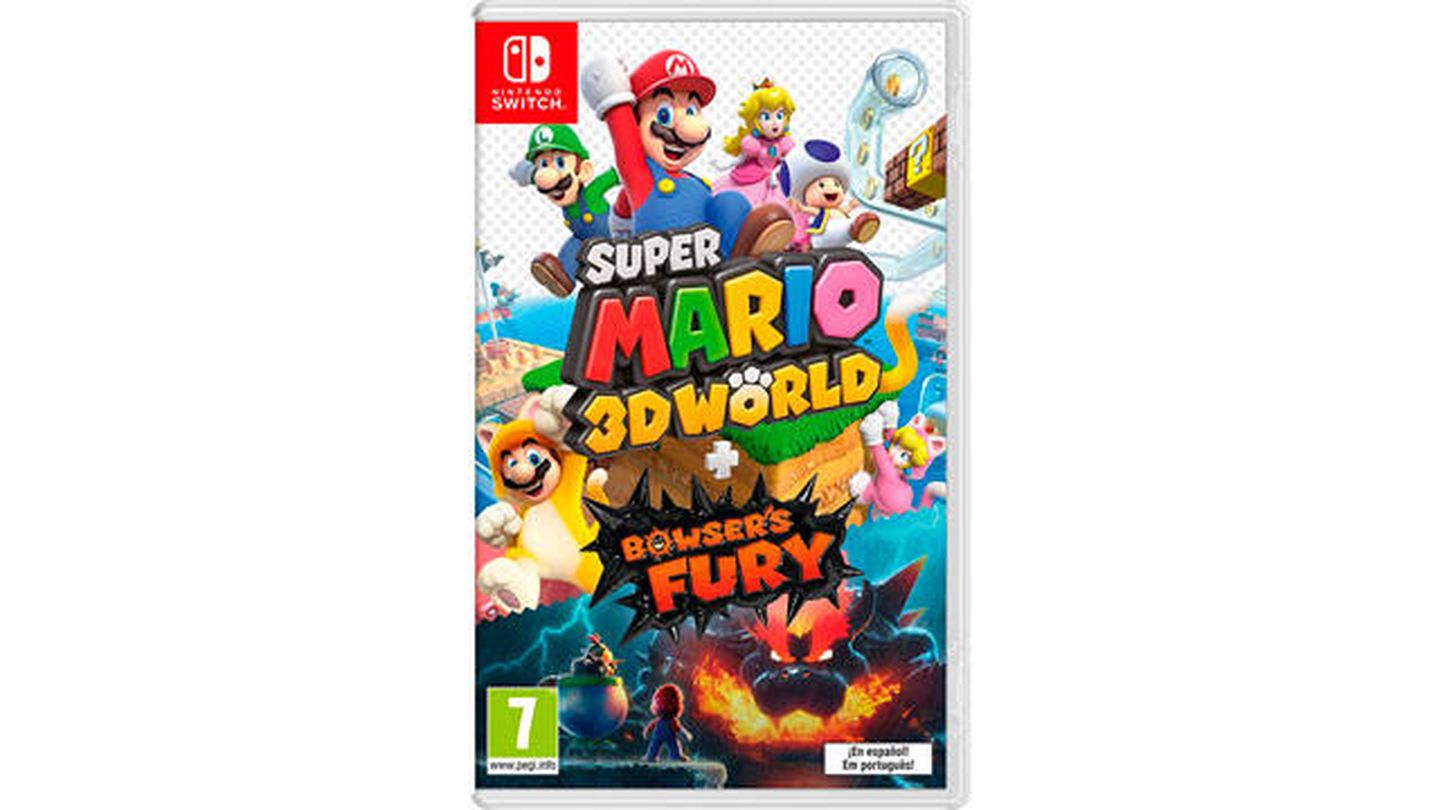 NINTENDO
SWITCH
L
M
?
SUPER
MARIO
3D WORLD
+
BOWSER'S
FURY
7
www.pegi.info
¡En español!
Em português!